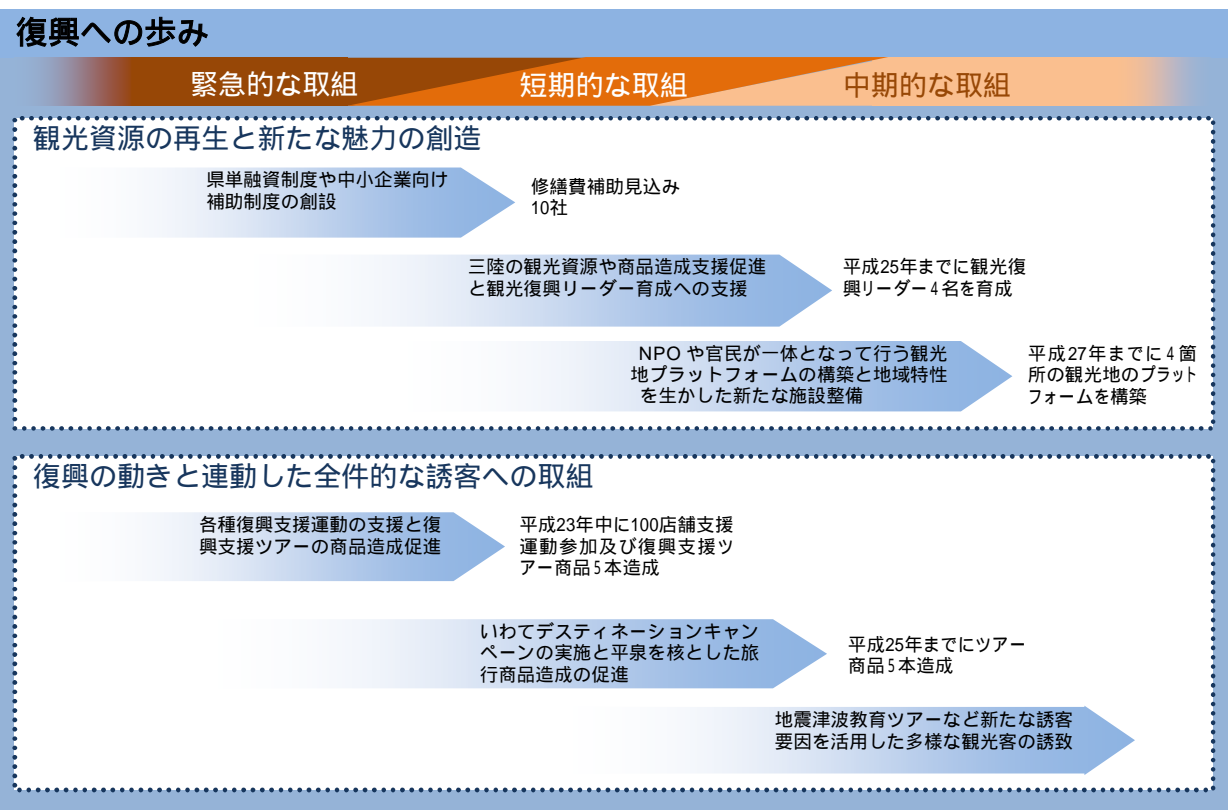 復興への歩み
緊急的な取組
短期的な取組
中期的な取組
観光資源の再生と新たな魅力の創造
県単融資制度や中小企業向け
補助制度の創設
修繕費補助見込み
10社
三陸の観光資源や商品造成支援促進
と観光復興リーダー育成への支援
平成25年までに観光復
興リーダー4名を育成
NPO や官民が一体となって行う観光
地プラットフォームの構築と地域特性
を生かした新たな施設整備
平成27年までに4箇
所の観光地のプラット
フォームを構築
復興の動きと連動した全件的な誘客への取組
各種復興支援運動の支援と復
興支援ツアーの商品造成促進
平成23年中に100店舗支援
運動参加及び復興支援ツ
アー商品5本造成
いわてデスティネーションキャン
ペーンの実施と平泉を核とした旅
行商品造成の促進
平成25年までにツアー
商品5本造成
地震津波教育ツアーなど新たな誘客
要因を活用した多様な観光客の誘致